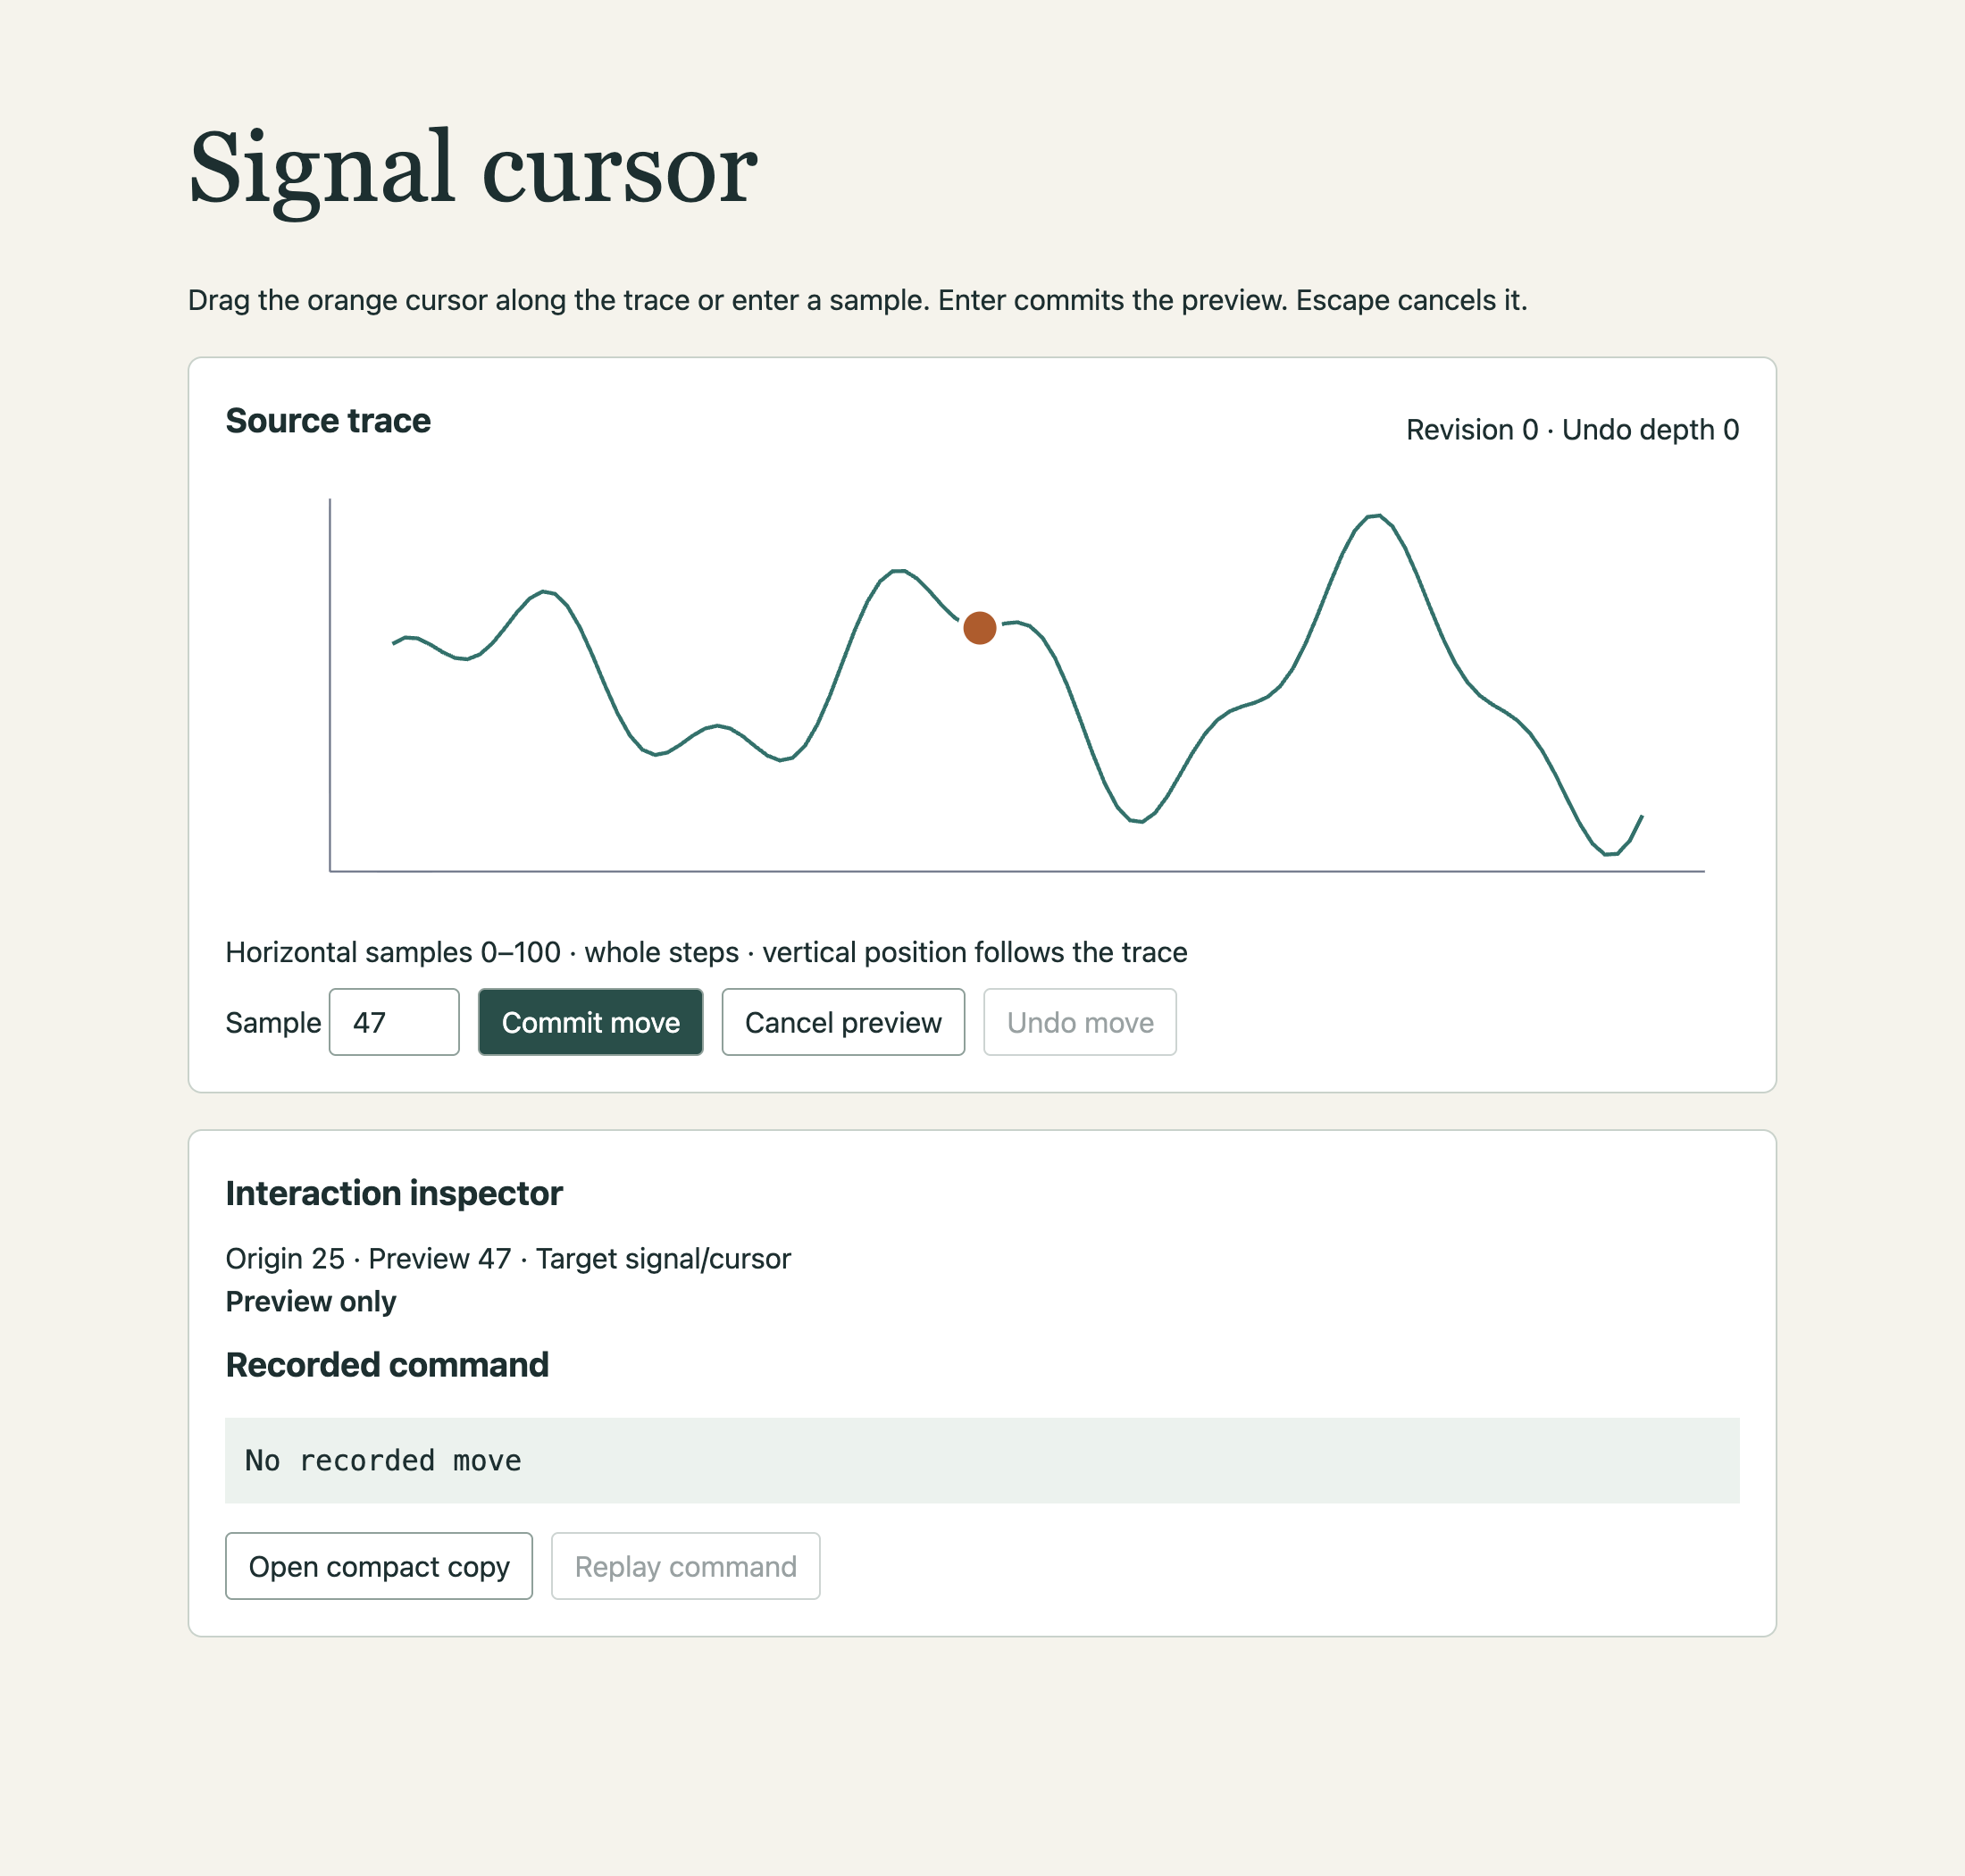 Signal cursor
Drag the orange cursor along the trace or enter a sample. Enter commits the preview. Escape cancels it.
Source trace
Revision 0 · Undo depth 0
Horizontal samples 0–100 · whole steps · vertical position follows the trace
Sample 47 Commit move Cancel preview Undo move
Interaction inspector
Origin 25 · Preview 47 · Target signal/cursor
Preview only
Recorded command
No recorded move
Open compact copy Replay command